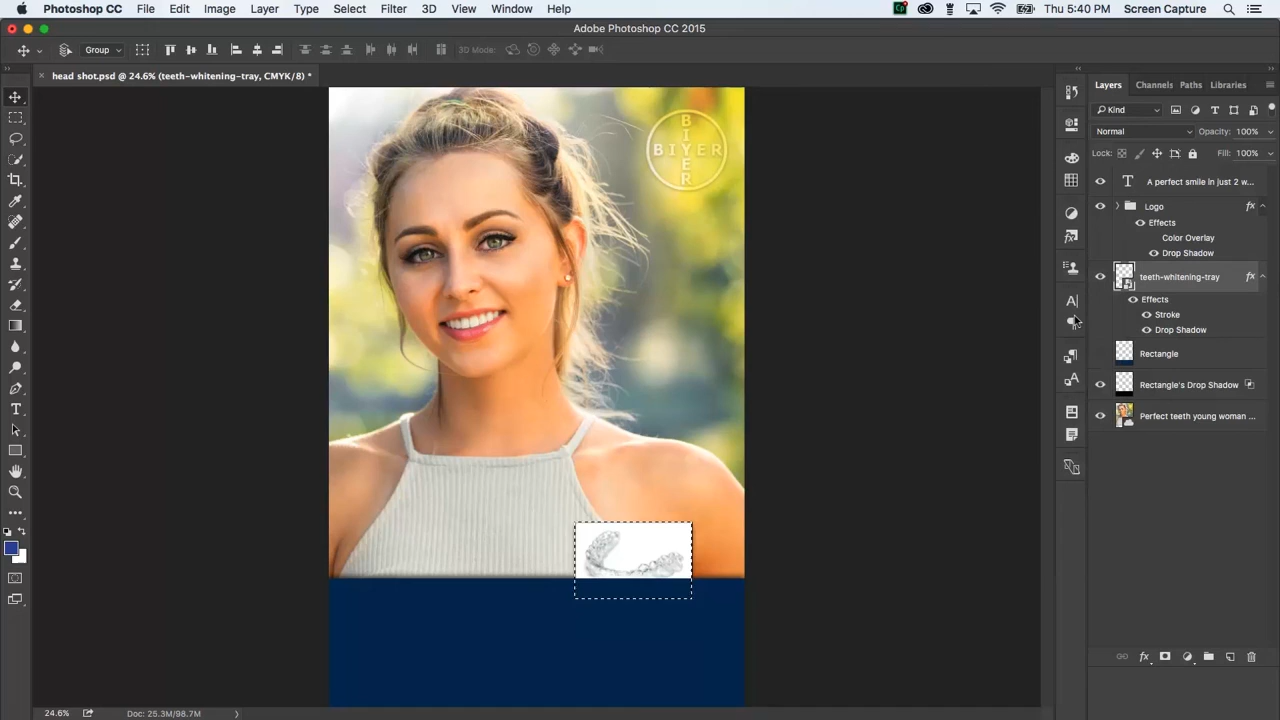 Photoshop CC File Edit Image Layer Type Select Filter 3D View Window Help Thu 5:40 PM Screen Capture
Adobe Photoshop CC 2015
Group 3D Mode:
× head shot.psd @ 24.6% (teeth-whitening-tray, CMYK/8) *
Layers Channels Paths Libraries
Kind
Normal Opacity: 100%
Lock: Fill: 100%
A perfect smile in just 2 w...
Logo fx
Effects
Color Overlay
Drop Shadow
teeth-whitening-tray fx
Effects
Stroke
Drop Shadow
Rectangle
Rectangle's Drop Shadow
Perfect teeth young woman ...
BIYER
BIYER
24.6% Doc: 25.3M/98.7M